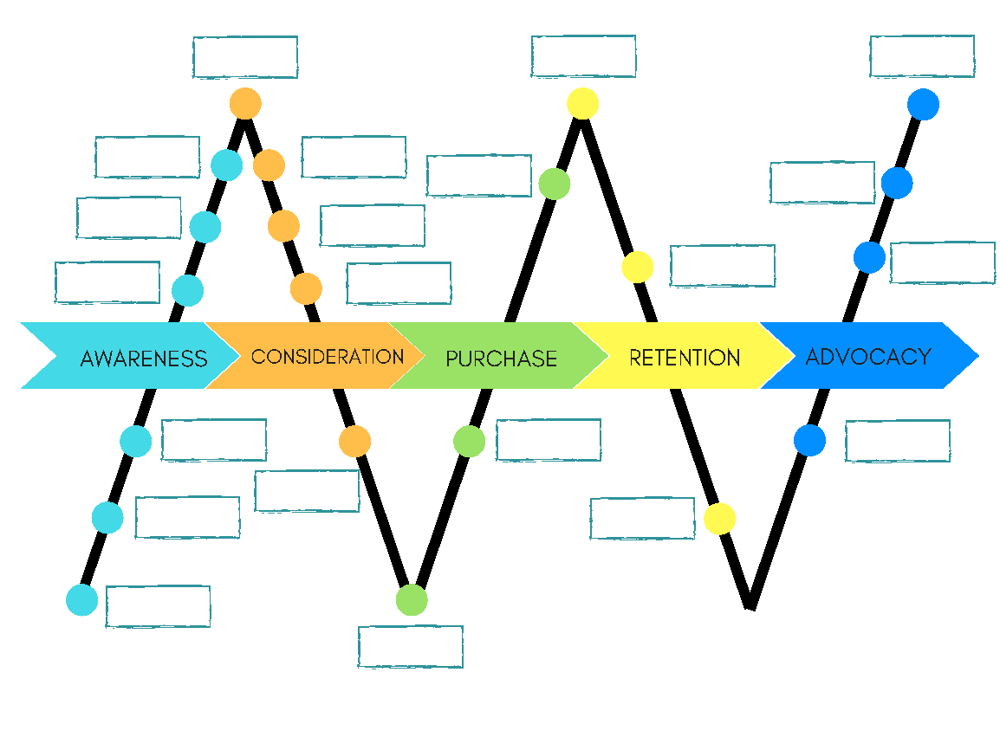 AWARENESS
CONSIDERATION
PURCHASE
RETENTION
ADVOCACY